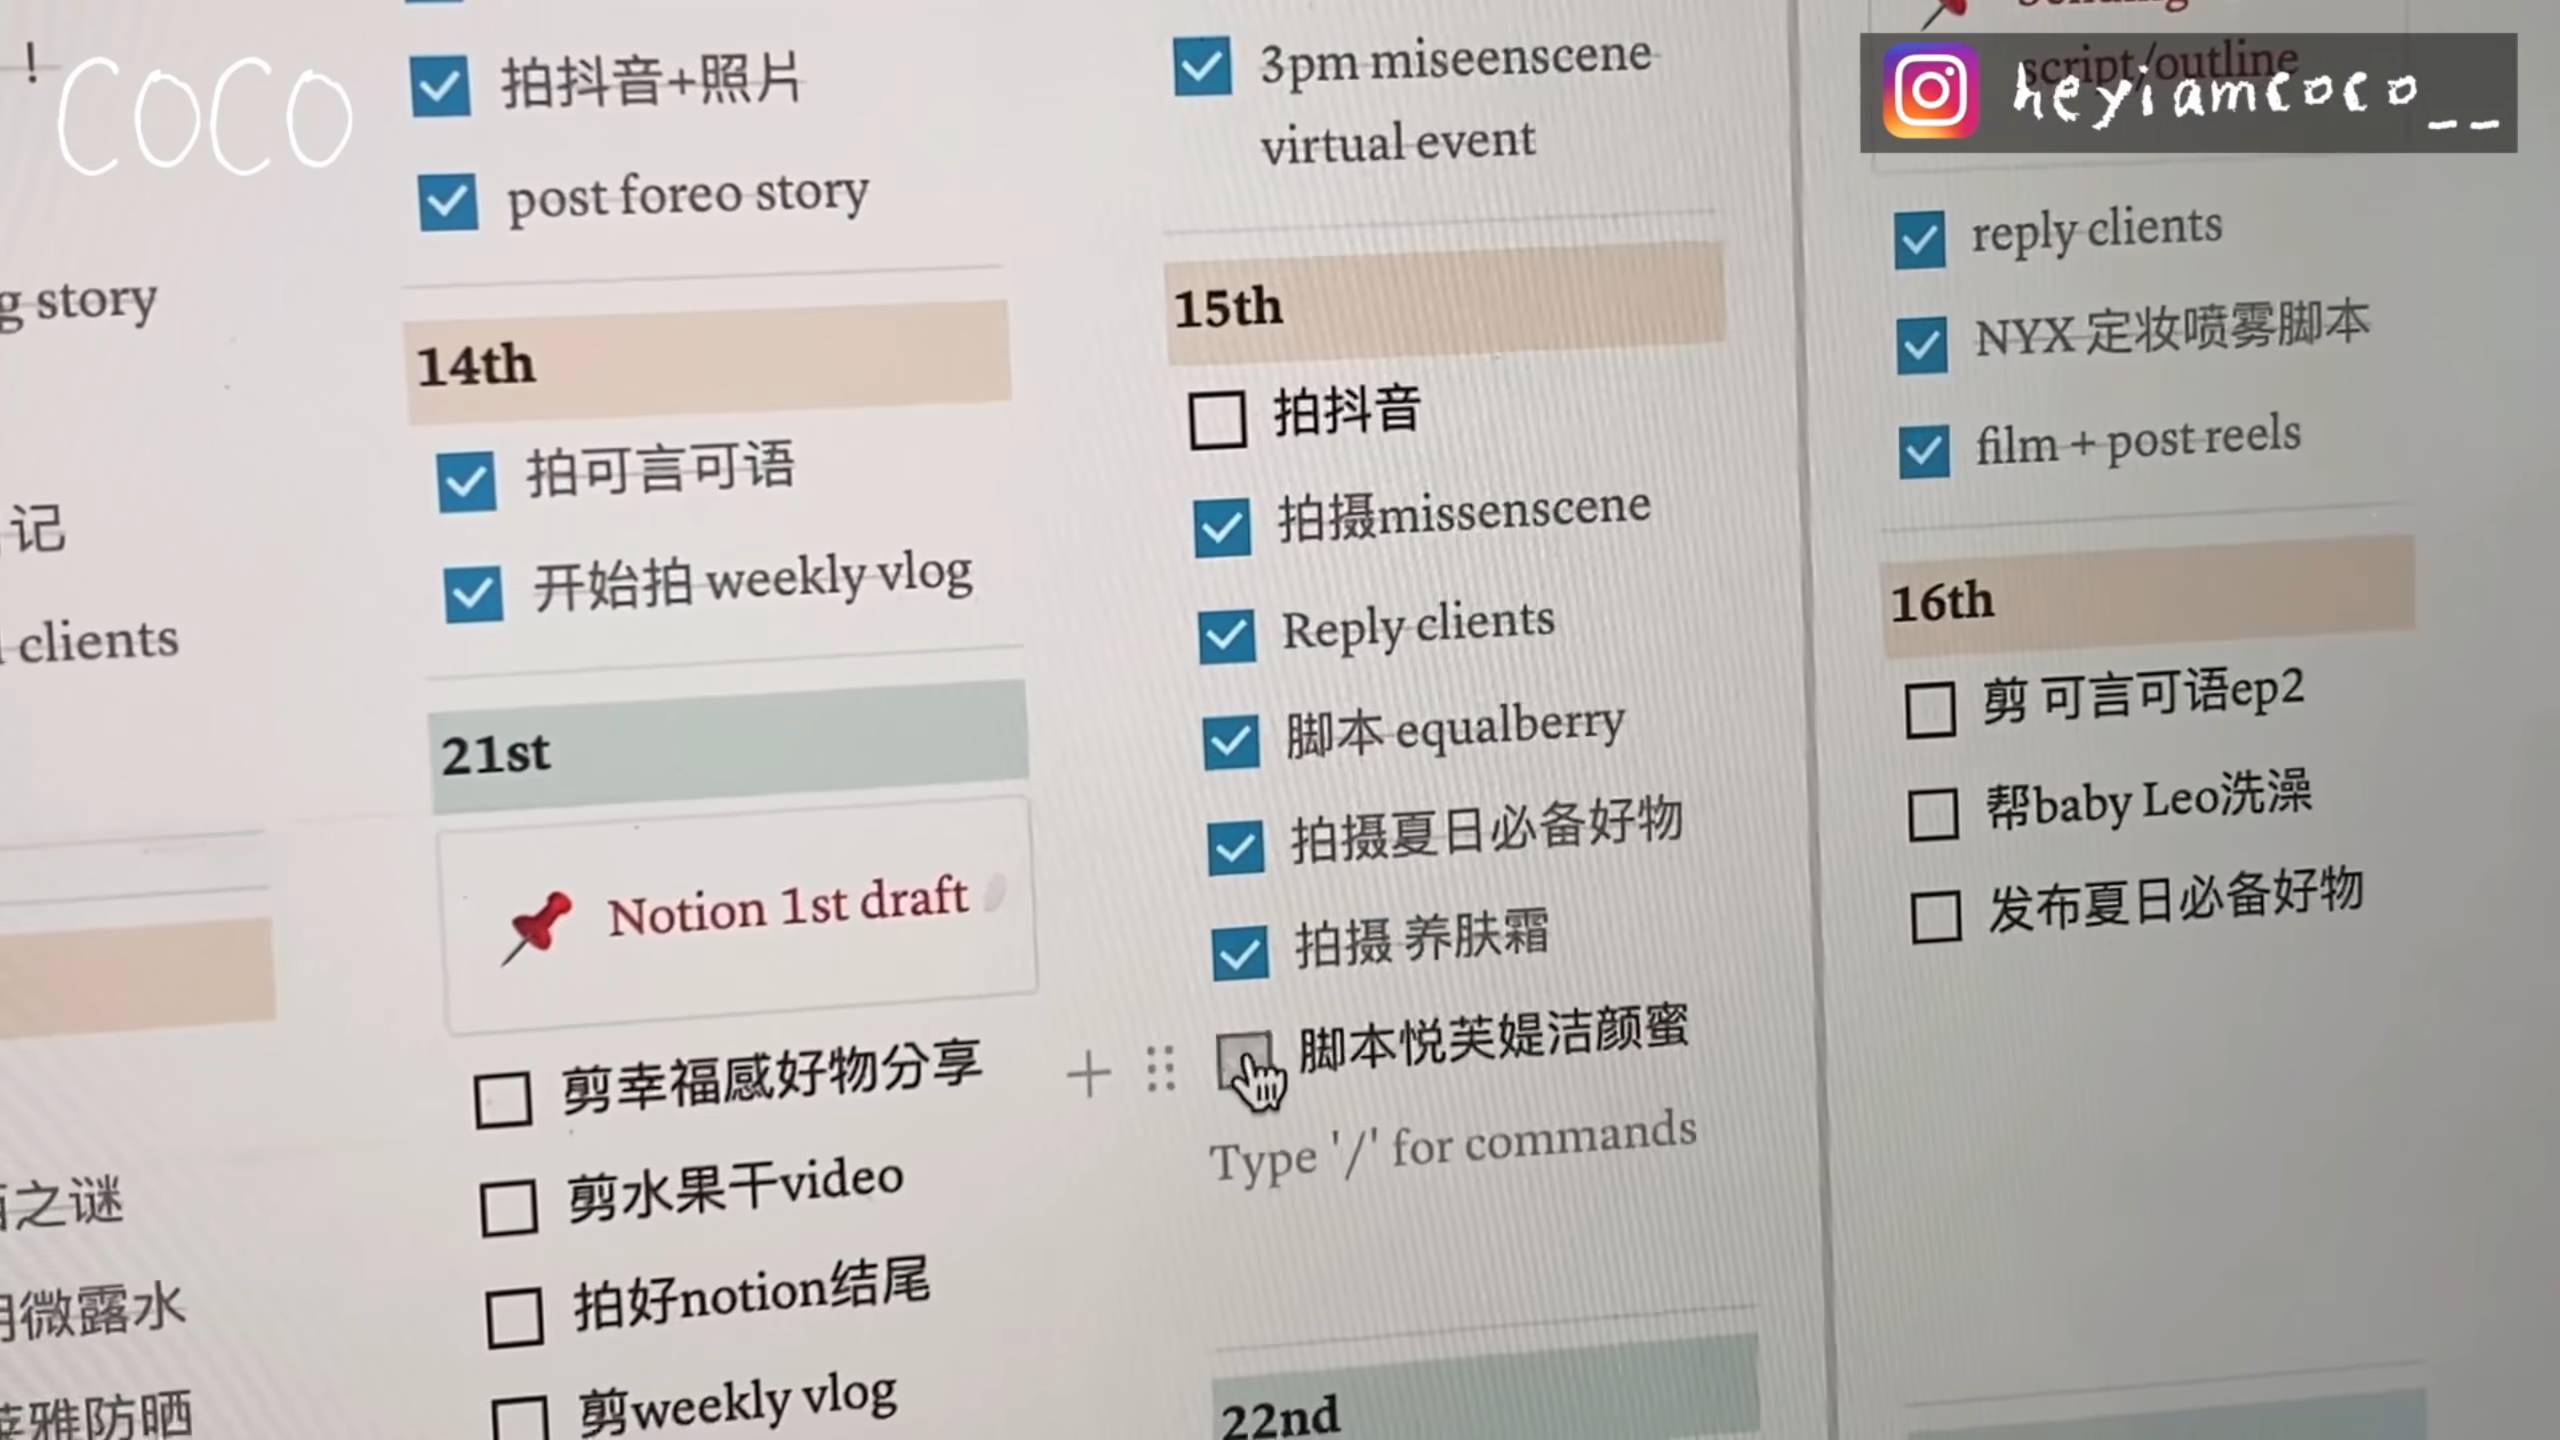 COCO
heyiamcoco__
!
g story
记
clients
之谜
微露水
雅防晒
拍抖音+照片
post foreo story
14th
拍可言可语
开始拍 weekly vlog
21st
Notion 1st draft
剪幸福感好物分享
剪水果干video
拍好notion结尾
剪weekly vlog
3pm miseenscene
virtual event
15th
拍抖音
拍摄missenscene
Reply clients
脚本 equalberry
拍摄夏日必备好物
拍摄 养肤霜
脚本悦芙媞洁颜蜜
Type '/' for commands
22nd
script/outline
reply clients
NYX 定妆喷雾脚本
film + post reels
16th
剪 可言可语ep2
帮baby Leo洗澡
发布夏日必备好物